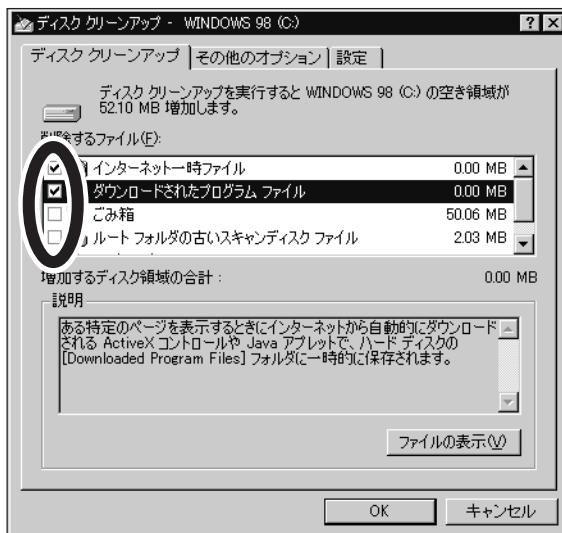 ディスク クリーンアップ - WINDOWS 98 (C:)
ディスク クリーンアップ その他のオプション 設定
ディスク クリーンアップを実行すると WINDOWS 98 (C:) の空き領域が
52.10 MB 増加します。
削除するファイル(F):
インターネット一時ファイル 0.00 MB
ダウンロードされたプログラム ファイル 0.00 MB
ごみ箱 50.06 MB
ルート フォルダの古いスキャンディスク ファイル 2.03 MB
増加するディスク領域の合計 : 0.00 MB
説明
ある特定のページを表示するときにインターネットから自動的にダウンロード
される ActiveX コントロールや Java アプレットで、ハード ディスクの
[Downloaded Program Files] フォルダに一時的に保存されます。
ファイルの表示(V)
OK キャンセル